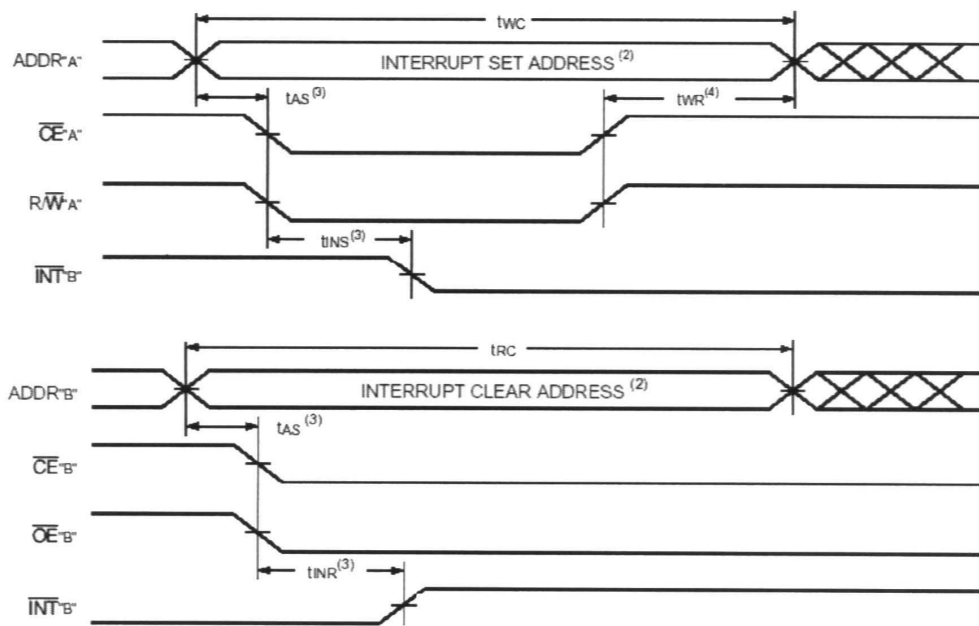 tWC
ADDR"A"
INTERRUPT SET ADDRESS (2)
tAS(3)
tWR(4)
CE"A"
R/W"A"
tINS(3)
INT"B"
tRC
ADDR"B"
INTERRUPT CLEAR ADDRESS (2)
tAS(3)
CE"B"
OE"B"
tINR(3)
INT"B"